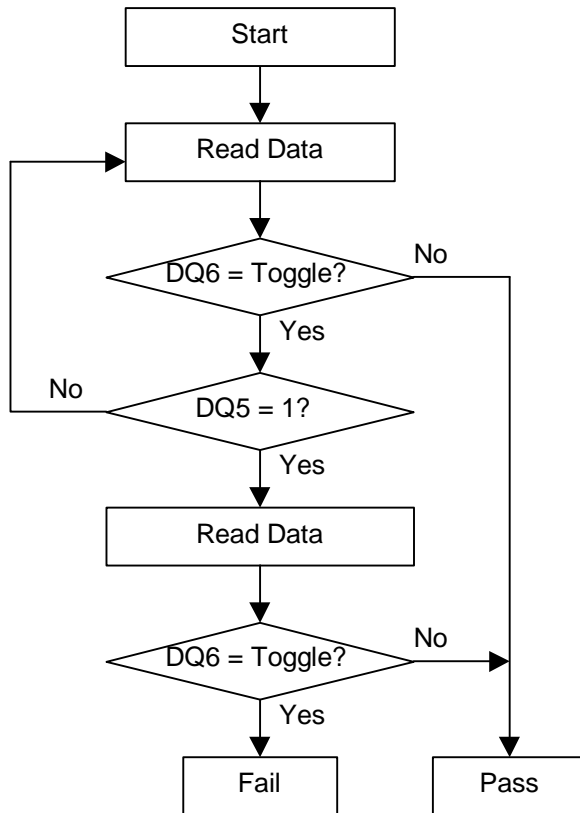 Start
Read Data
DQ6 = Toggle?
No
Yes
No
DQ5 = 1?
Yes
Read Data
DQ6 = Toggle?
No
Yes
Fail
Pass